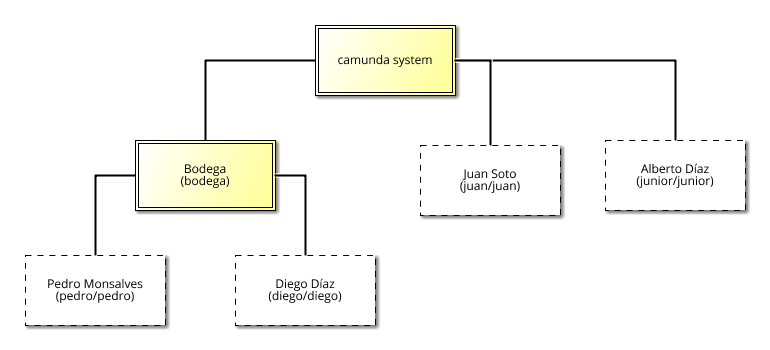 camunda system
Bodega
(bodega)
Juan Soto
(juan/juan)
Alberto Díaz
(junior/junior)
Pedro Monsalves
(pedro/pedro)
Diego Díaz
(diego/diego)